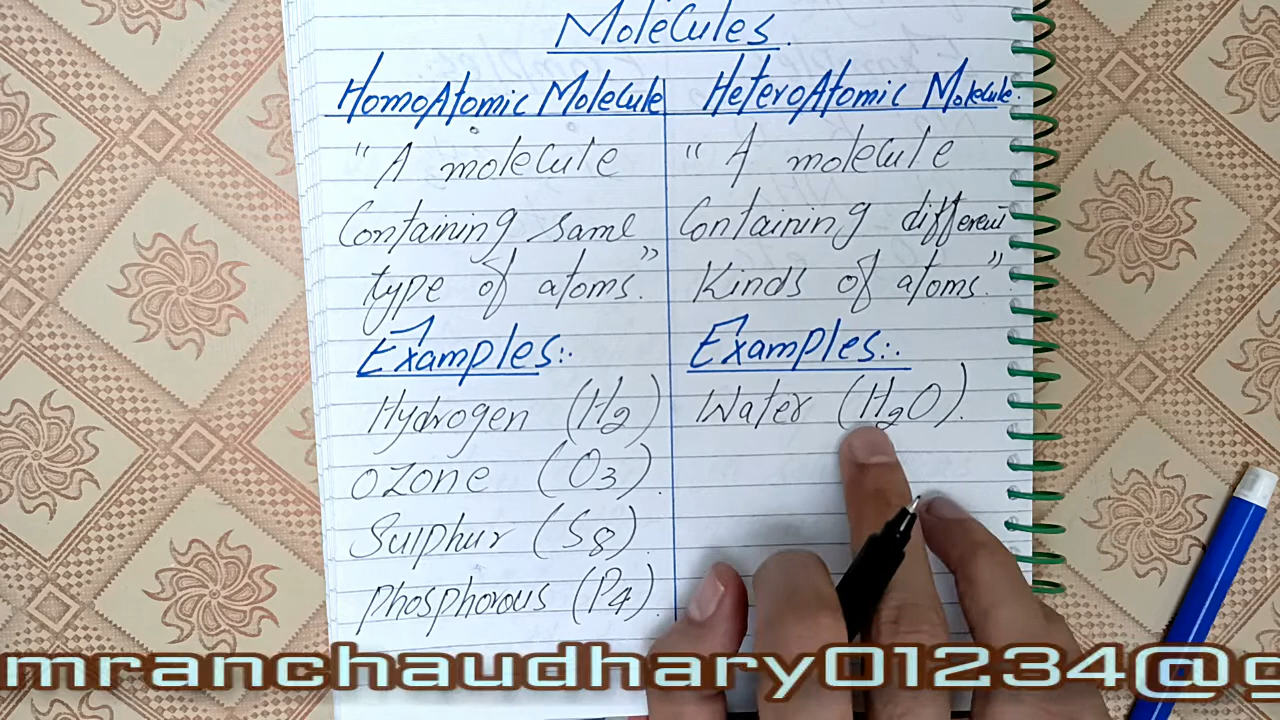 Molecules.
HomoAtomic Molecule
"A molecule
Containing same
type of atoms."
Examples:.
Hydrogen (H2)
Ozone (O3).
Sulphur (S8).
phosphorous (P4).
HeteroAtomic Molecule.
"A molecule
Containing different
Kinds of atoms."
Examples:.
Water (H2O).
mranchaudhary01234@g